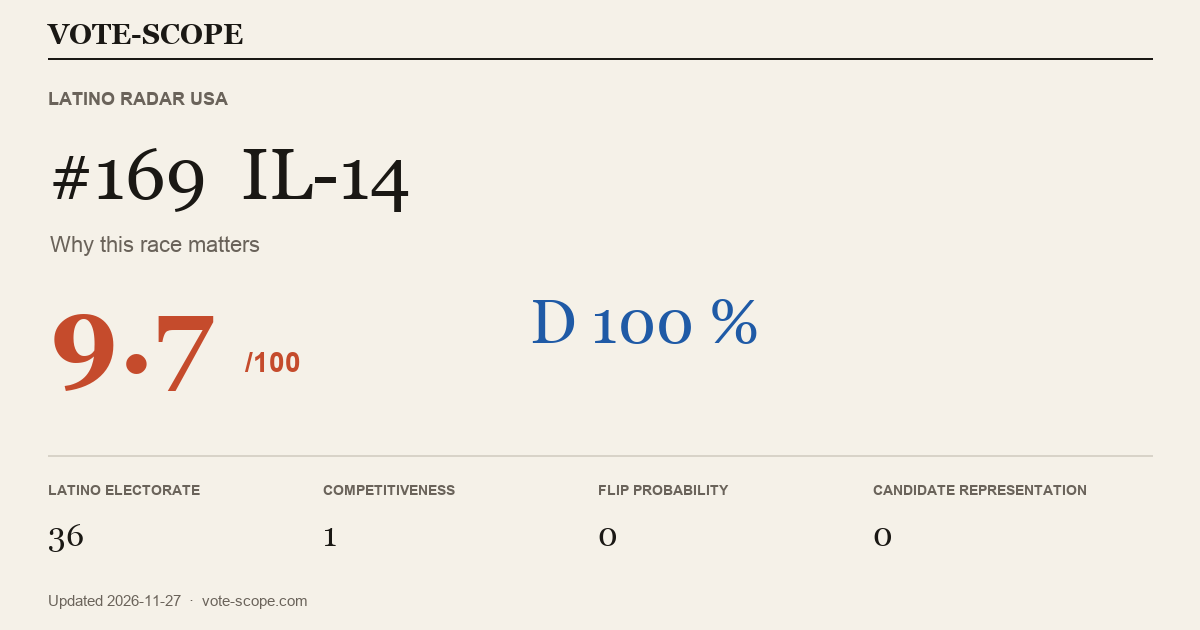 VOTE-SCOPE
LATINO RADAR USA
#169 IL-14
Why this race matters
9.7 /100
D 100 %
LATINO ELECTORATE
36
COMPETITIVENESS
1
FLIP PROBABILITY
0
CANDIDATE REPRESENTATION
0
Updated 2026-11-27 · vote-scope.com